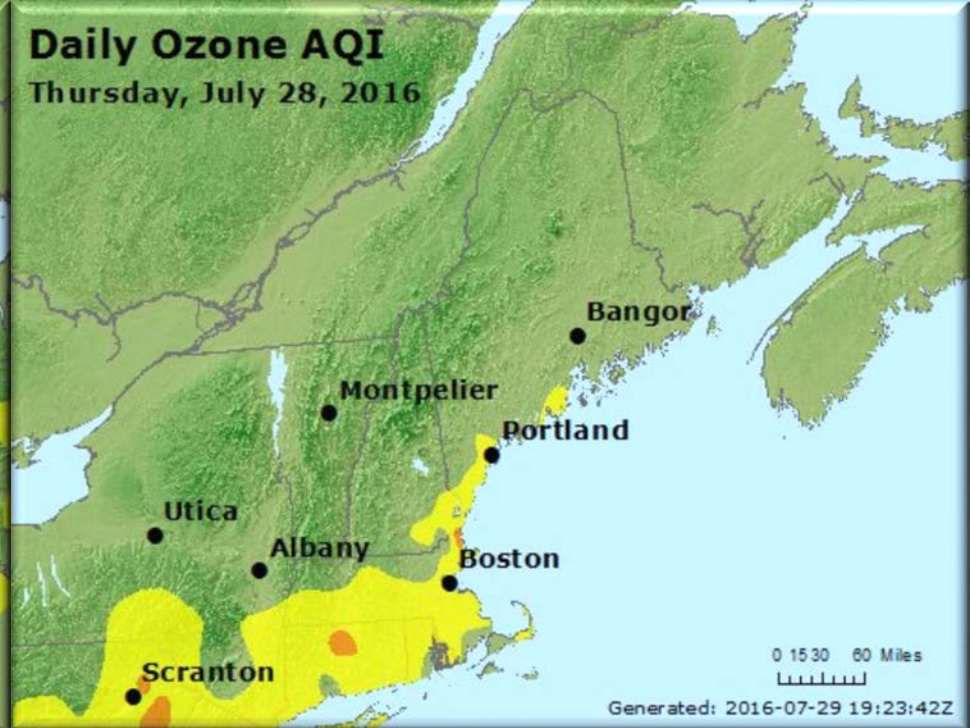 Daily Ozone AQI
Thursday, July 28, 2016
Bangor
Montpelier
Portland
Utica
Albany
Boston
Scranton
0 15 30 60 Miles
Generated: 2016-07-29 19:23:42Z